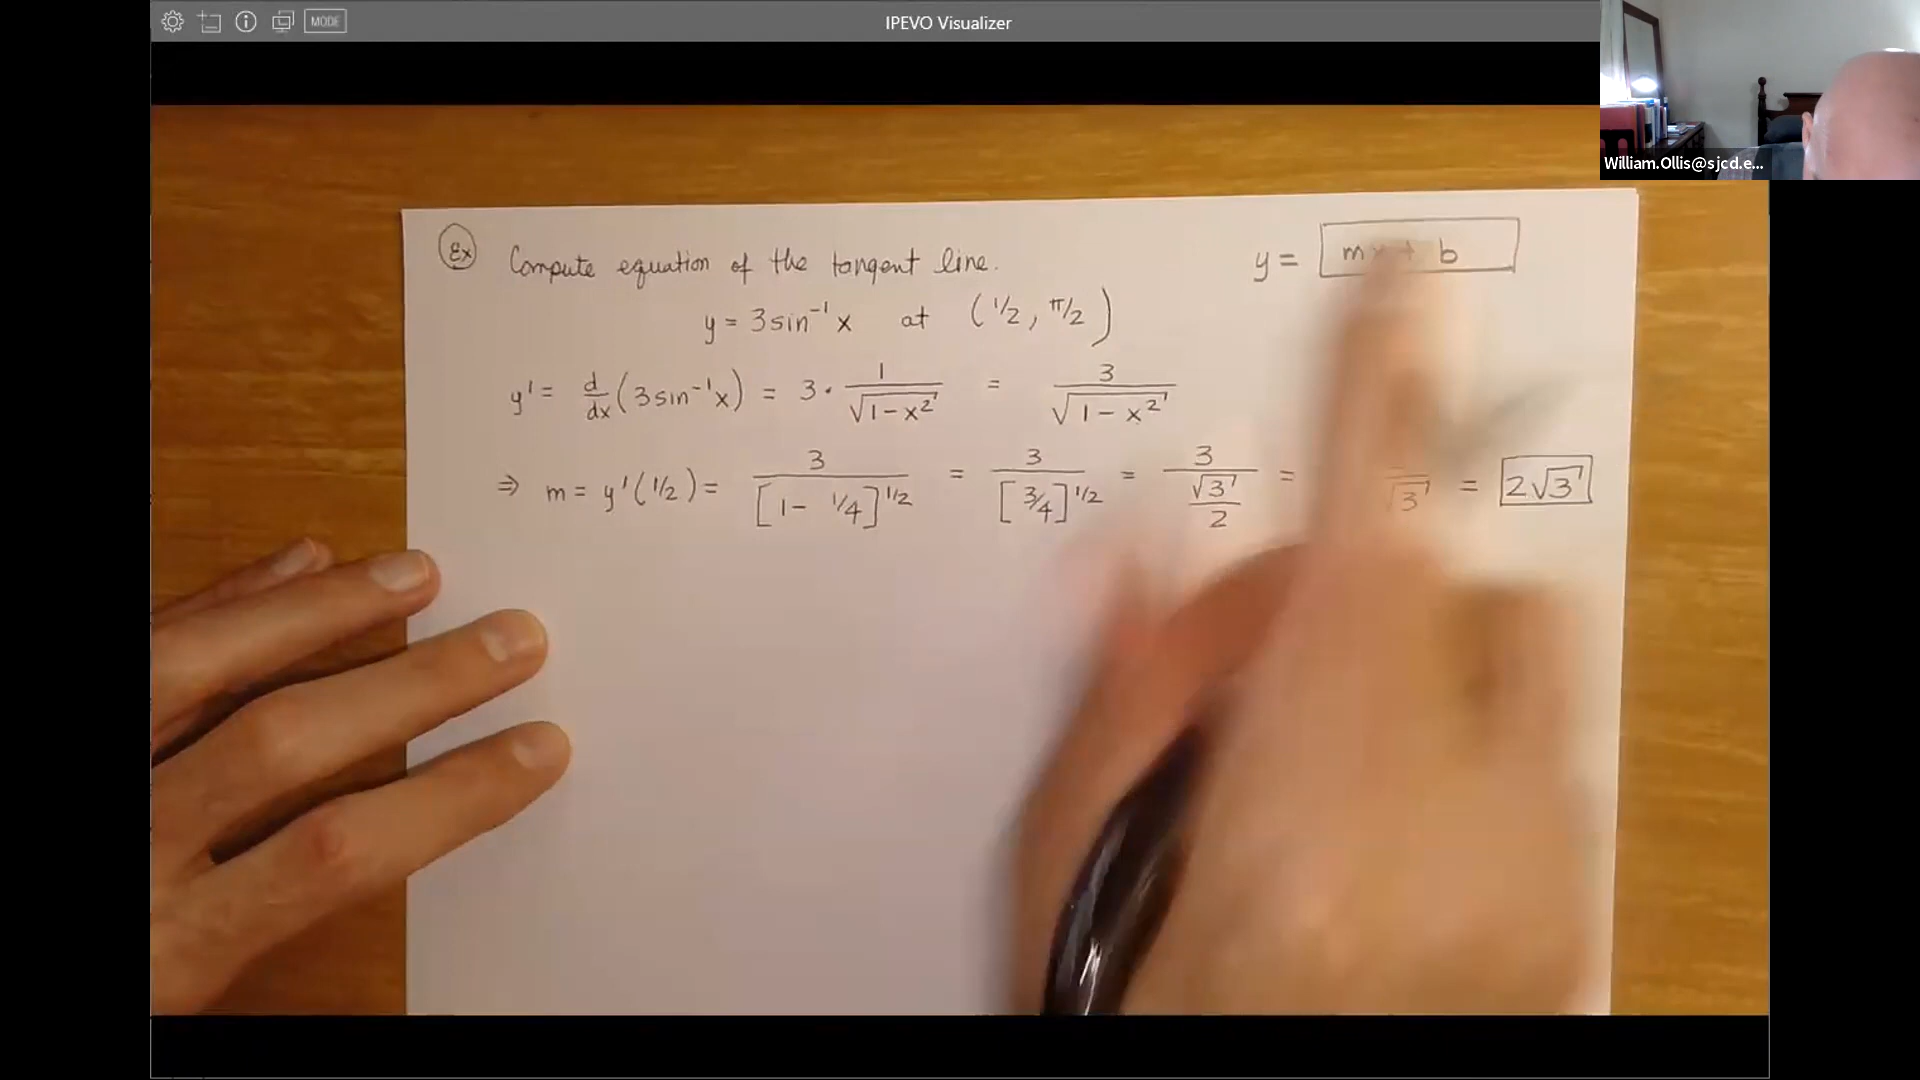 MODE
IPEVO Visualizer
William.Ollis@sjcd.e...
Ex Compute equation of the tangent line.
y = mx + b
y = 3sin⁻¹x at (1/2, π/2)
y' = d/dx (3sin⁻¹x) = 3 · 1/√(1-x²) = 3/√(1-x²)
⇒ m = y'(1/2) = 3/[1 - 1/4]^1/2 = 3/[3/4]^1/2 = 3/(√3/2) = √3 = 2√3